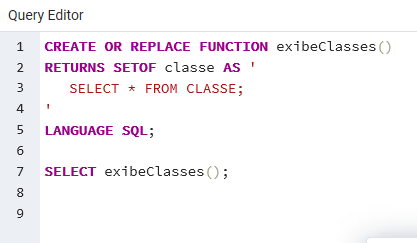 Query Editor
1 CREATE OR REPLACE FUNCTION exibeClasses()
2 RETURNS SETOF classe AS '
3 SELECT * FROM CLASSE;
4 '
5 LANGUAGE SQL;
6
7 SELECT exibeClasses();
8
9